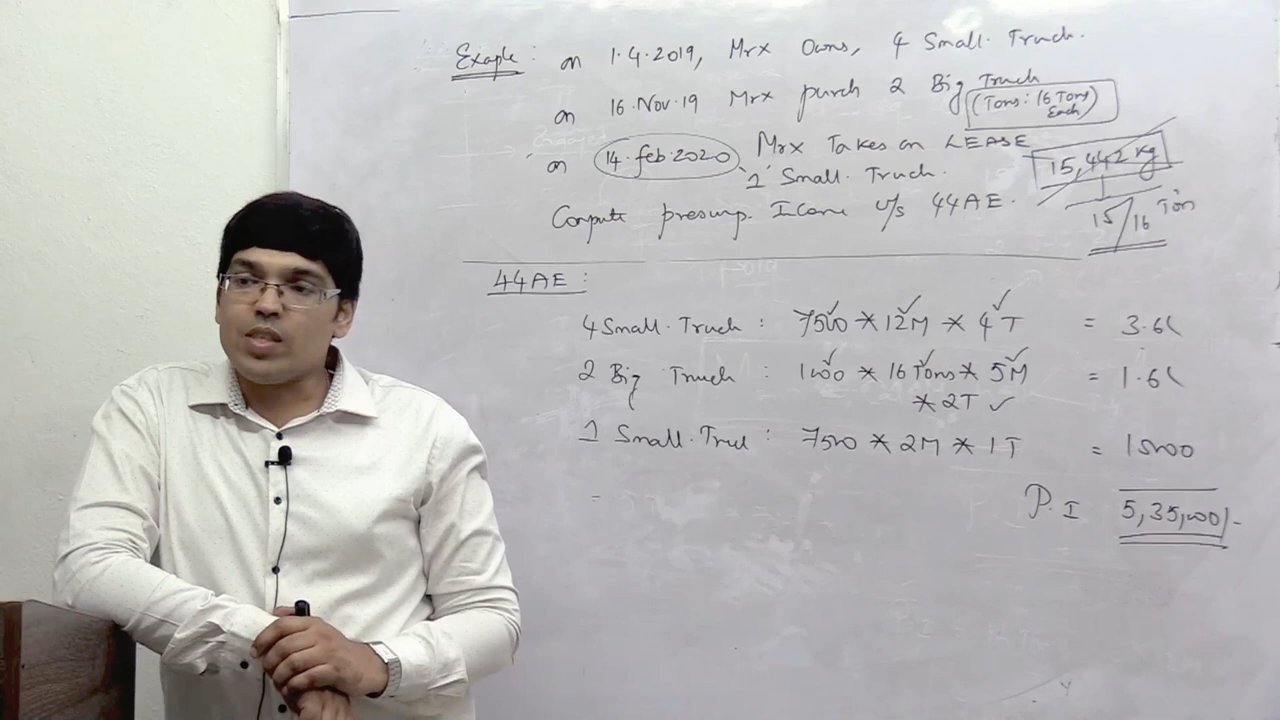 Exaple : on 1.4.2019, Mrx Owns, 4 Small. Truck.
on 16.Nov.19 Mrx purch 2 Big Truck
(Tons: 16 Tons Each)
on 14.feb.2020 Mrx Takes on LEASE
'1' Small. Truck.
15,442 kg
15/16 Ton
Compute presump. Icome u/s 44AE.
44AE :
4 Small. Truck : 7500 * 12M * 4T = 3.6L
2 Big Truck : 1000 * 16 Tons * 5M = 1.6L
* 2T
1 Small. Truc : 7500 * 2M * 1T = 15000
P. I 5,35,000/-